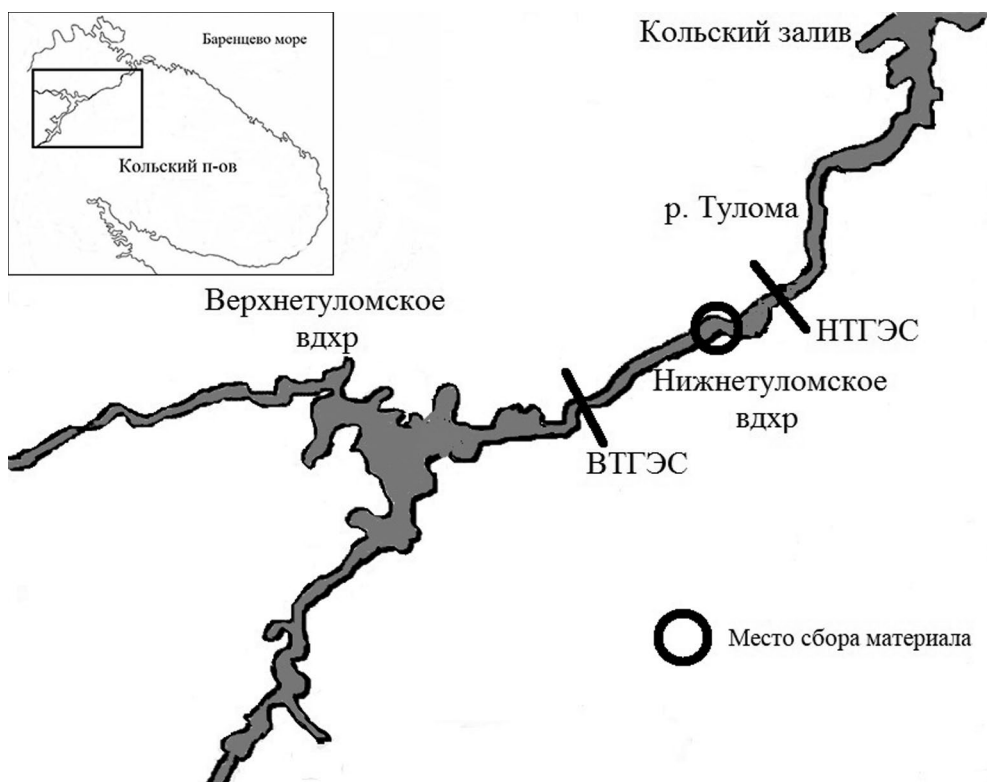 Баренцево море
Кольский п-ов
Кольский залив
р. Тулома
Верхнетуломское
вдхр
НТГЭС
Нижнетуломское
вдхр
ВТГЭС
Место сбора материала